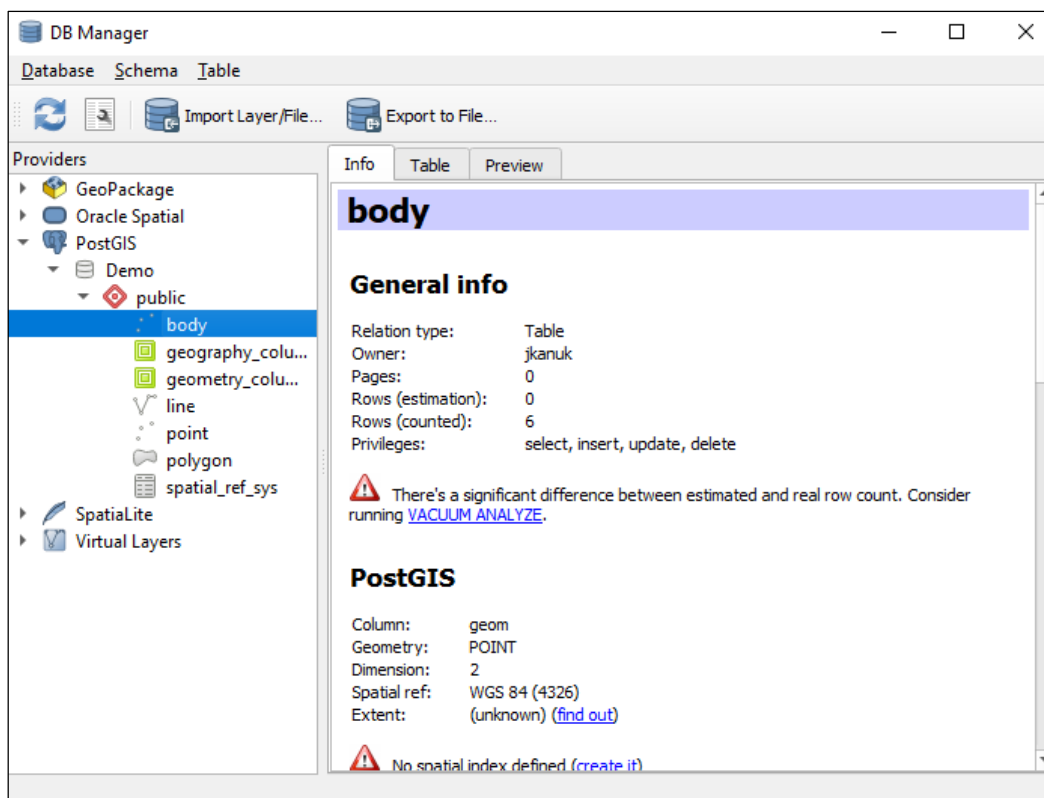 DB Manager
Database Schema Table
Import Layer/File... Export to File...
Providers
GeoPackage
Oracle Spatial
PostGIS
Demo
public
body
geography_colu...
geometry_colu...
line
point
polygon
spatial_ref_sys
SpatiaLite
Virtual Layers
Info Table Preview
body
General info
Relation type: Table
Owner: jkanuk
Pages: 0
Rows (estimation): 0
Rows (counted): 6
Privileges: select, insert, update, delete
There's a significant difference between estimated and real row count. Consider
running VACUUM ANALYZE.
PostGIS
Column: geom
Geometry: POINT
Dimension: 2
Spatial ref: WGS 84 (4326)
Extent: (unknown) (find out)
No spatial index defined (create it)